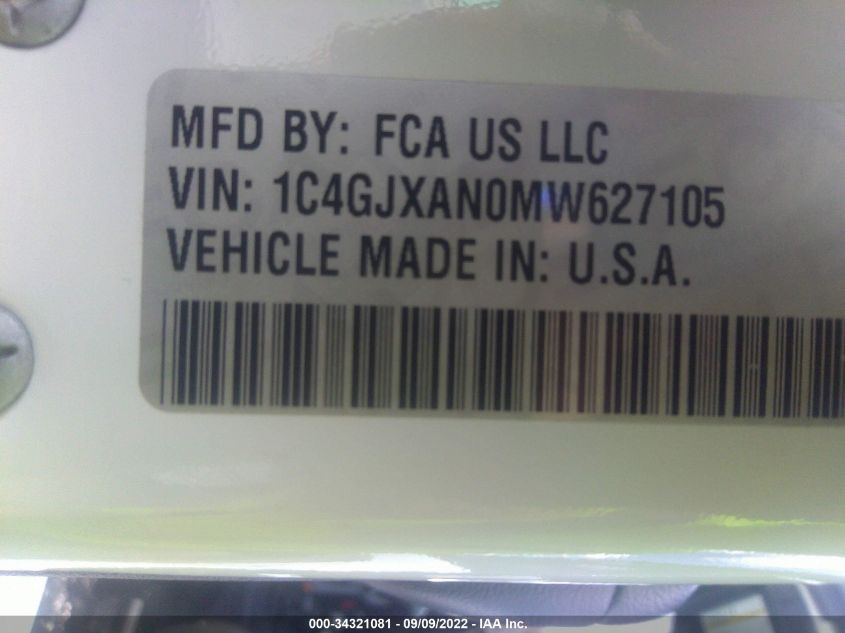 MFD BY: FCA US LLC
VIN: 1C4GJXAN0MW627105
VEHICLE MADE IN: U.S.A.
000-34321081 - 09/09/2022 - IAA Inc.